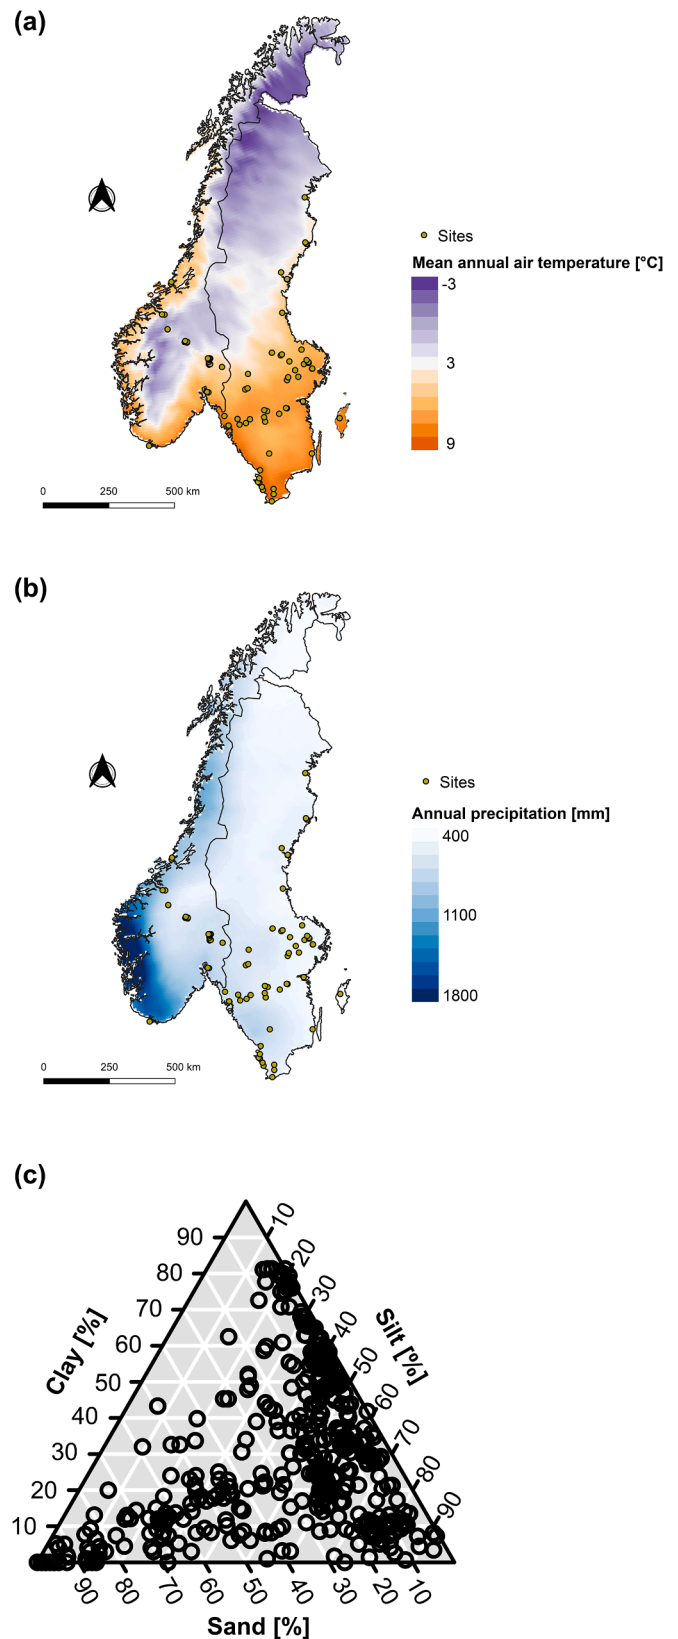 (a)
Sites
Mean annual air temperature [°C]
-3
3
9
0 250 500 km
(b)
Sites
Annual precipitation [mm]
400
1100
1800
0 250 500 km
(c)
90
80
70
60
50
40
30
20
10
Clay [%]
10
20
30
40
50
60
70
80
90
Silt [%]
90
80
70
60
50
40
30
20
10
Sand [%]